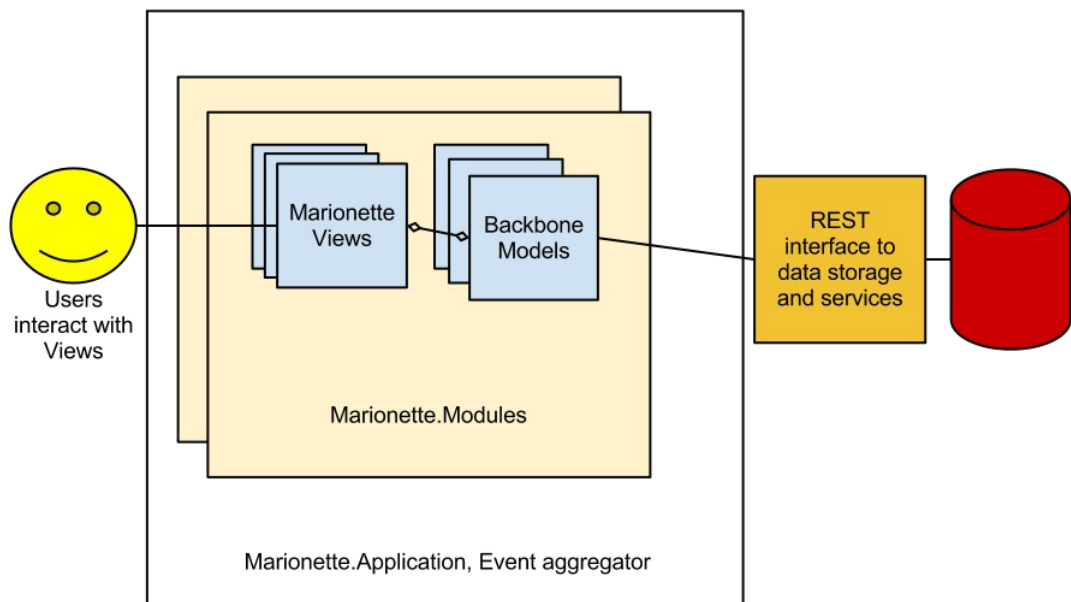 Users
interact with
Views
Marionette
Views
Backbone
Models
Marionette.Modules
Marionette.Application, Event aggregator
REST
interface to
data storage
and services